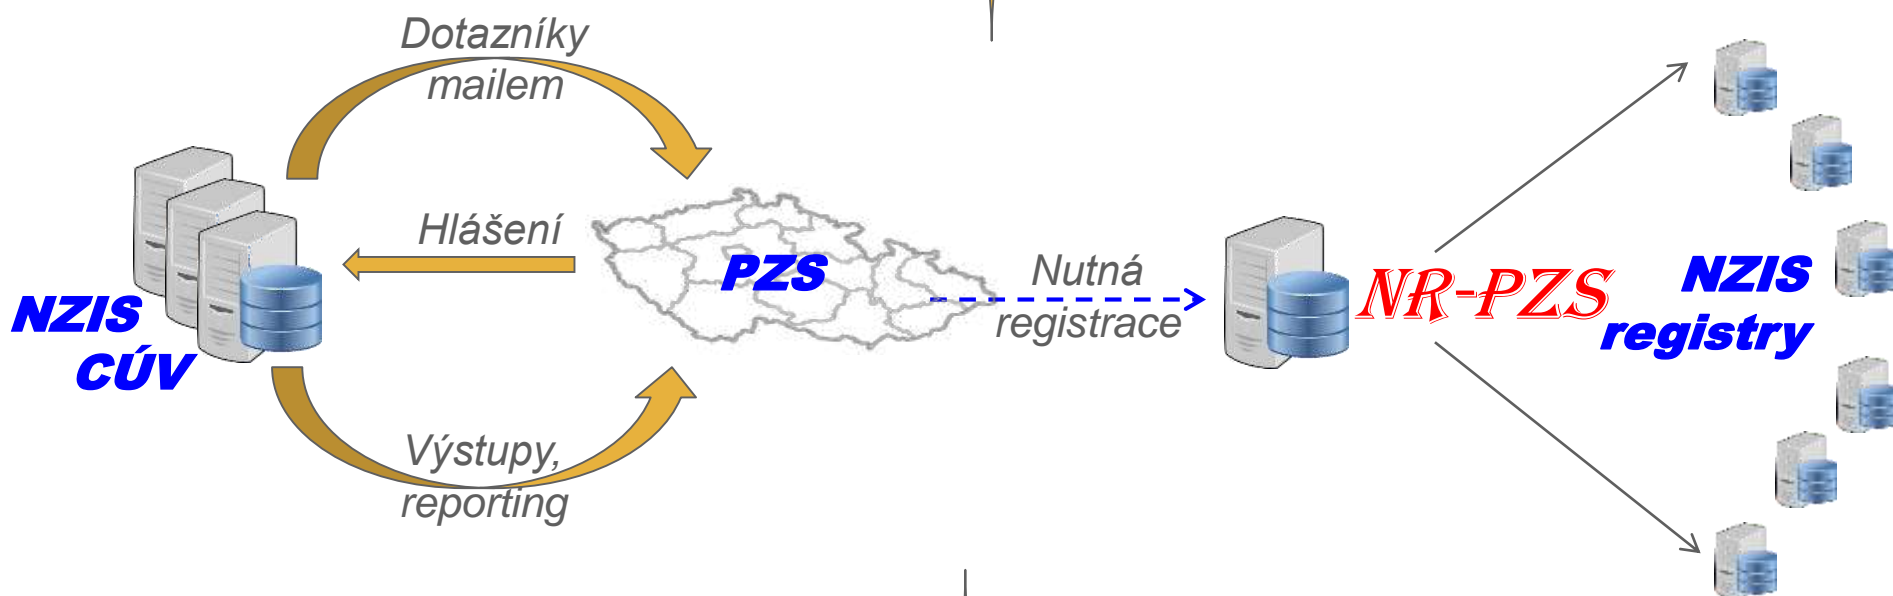 Dotazníky
mailem
Hlášení
NZIS
CÚV
Výstupy,
reporting
PZS
Nutná
registrace
NR-PZS
NZIS
registry